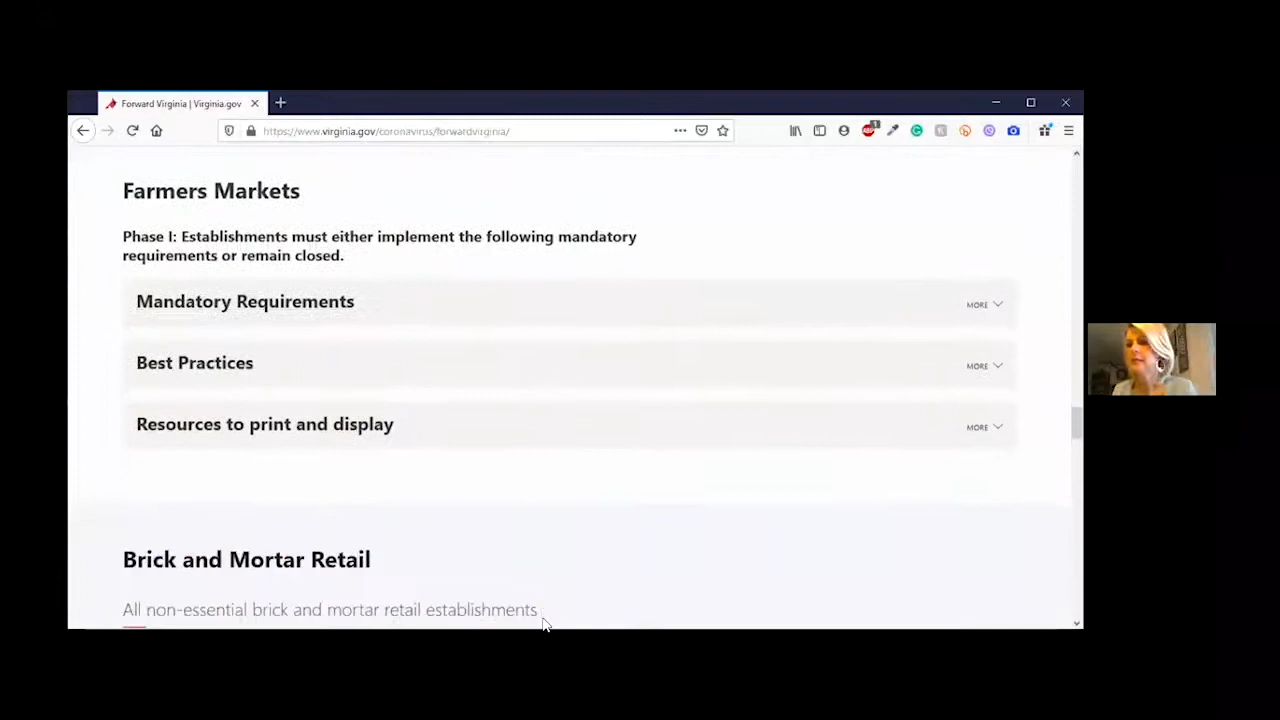 Forward Virginia | Virginia.gov
https://www.virginia.gov/coronavirus/forwardvirginia/
Farmers Markets
Phase I: Establishments must either implement the following mandatory
requirements or remain closed.
Mandatory Requirements
MORE
Best Practices
MORE
Resources to print and display
MORE
Brick and Mortar Retail
All non-essential brick and mortar retail establishments